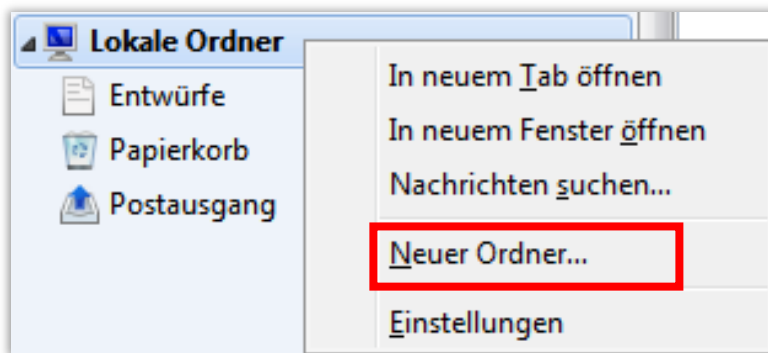 Lokale Ordner
Entwürfe
Papierkorb
Postausgang
In neuem Tab öffnen
In neuem Fenster öffnen
Nachrichten suchen...
Neuer Ordner...
Einstellungen